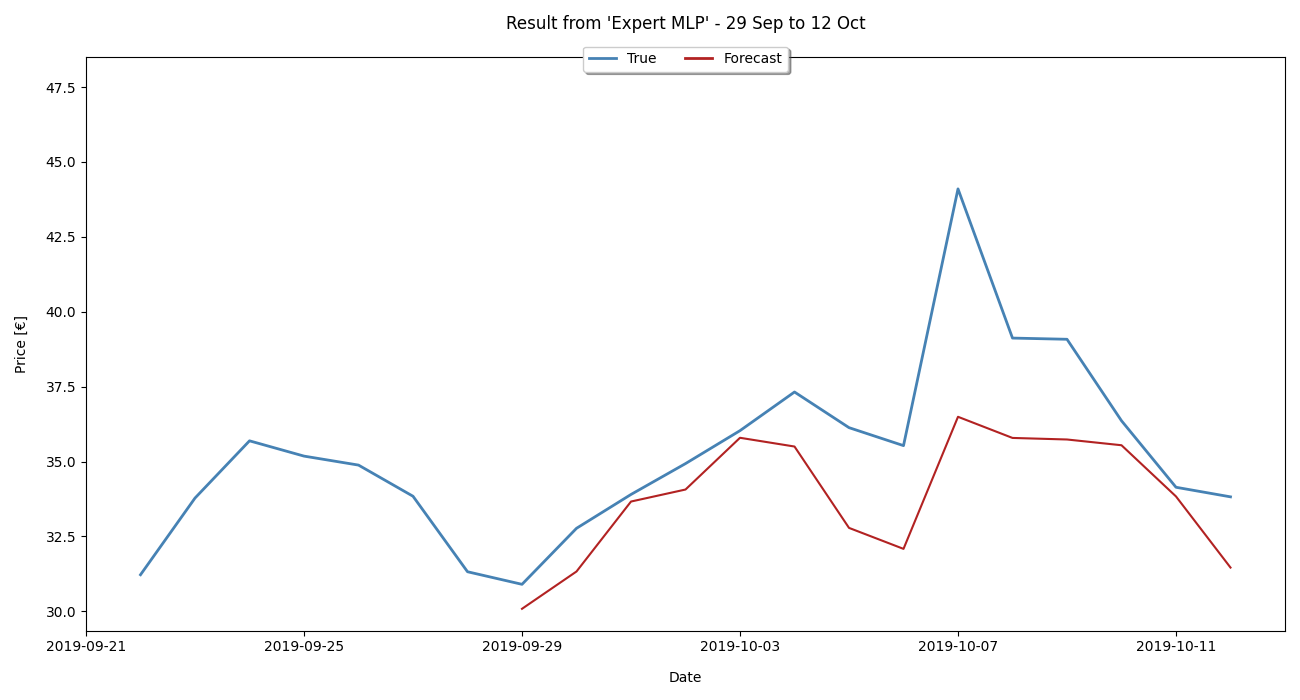 Result from 'Expert MLP' - 29 Sep to 12 Oct
True Forecast
47.5
45.0
42.5
40.0
37.5
35.0
32.5
30.0
Price [€]
2019-09-21 2019-09-25 2019-09-29 2019-10-03 2019-10-07 2019-10-11
Date